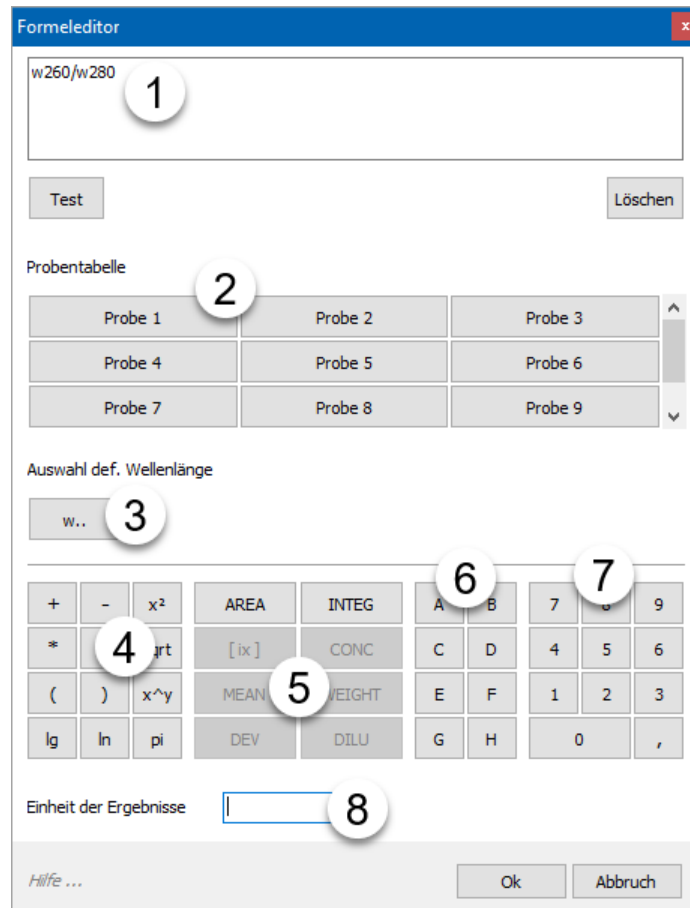 Formeleditor x
w260/w280
1
Test Löschen
Probentabelle
2
Probe 1 Probe 2 Probe 3
Probe 4 Probe 5 Probe 6
Probe 7 Probe 8 Probe 9
Auswahl def. Wellenlänge
w.. 3
6 7
+ - x² AREA INTEG A B 7 8 9
* 4 [ix] CONC C D 4 5 6
( ) x^y MEAN 5 WEIGHT E F 1 2 3
lg ln pi DEV DILU G H 0 ,
Einheit der Ergebnisse 8
Hilfe ... Ok Abbruch